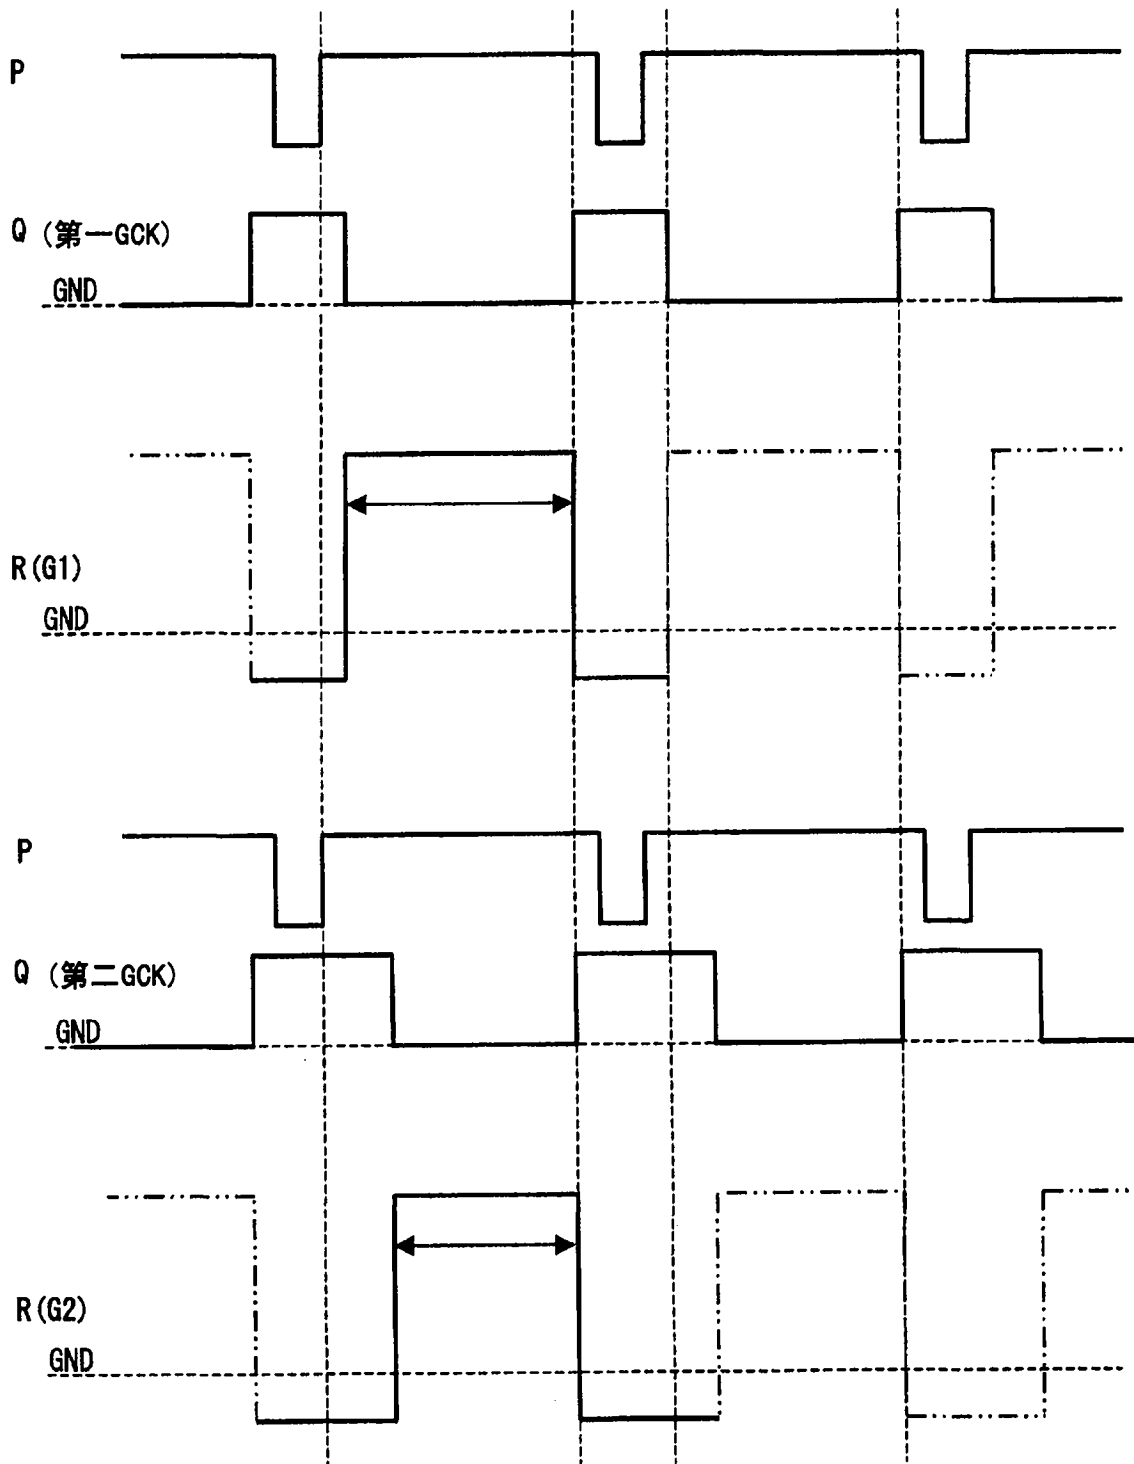 P
Q (第一GCK)
GND
R(G1)
GND
P
Q (第二GCK)
GND
R(G2)
GND